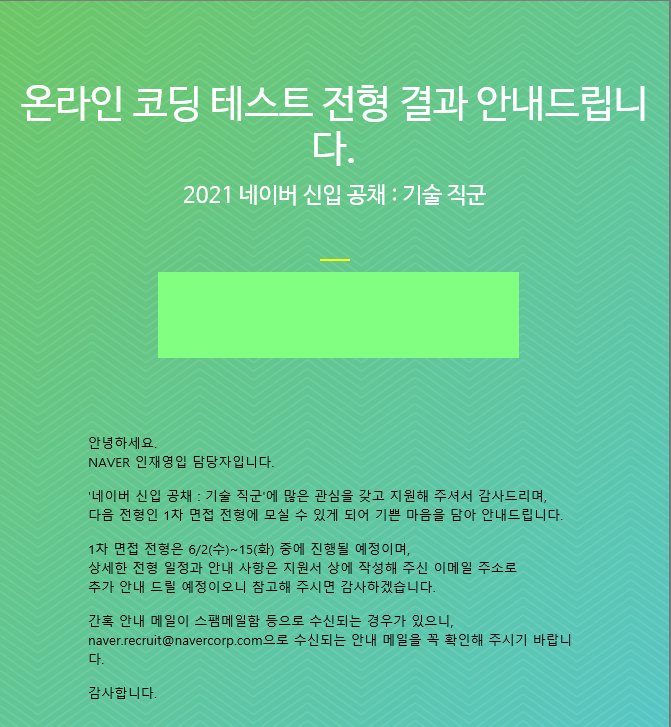 온라인 코딩 테스트 전형 결과 안내드립니
다.
2021 네이버 신입 공채 : 기술 직군
안녕하세요.
NAVER 인재영입 담당자입니다.
'네이버 신입 공채 : 기술 직군'에 많은 관심을 갖고 지원해 주셔서 감사드리며,
다음 전형인 1차 면접 전형에 모실 수 있게 되어 기쁜 마음을 담아 안내드립니다.
1차 면접 전형은 6/2(수)~15(화) 중에 진행될 예정이며,
상세한 전형 일정과 안내 사항은 지원서 상에 작성해 주신 이메일 주소로
추가 안내 드릴 예정이오니 참고해 주시면 감사하겠습니다.
간혹 안내 메일이 스팸메일함 등으로 수신되는 경우가 있으니,
naver.recruit@navercorp.com으로 수신되는 안내 메일을 꼭 확인해 주시기 바랍니
다.
감사합니다.